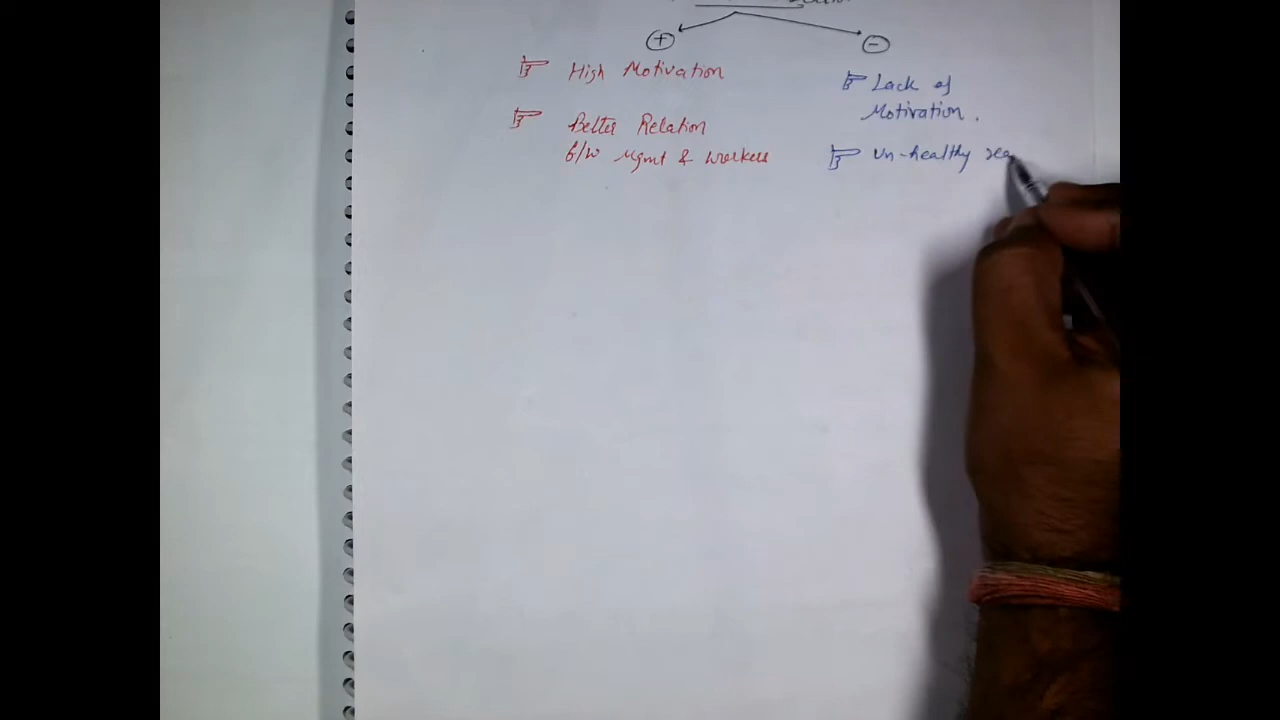 +
-
High Motivation
Better Relation
b/w Mgmt & Workers
Lack of
Motivation.
Un-healthy